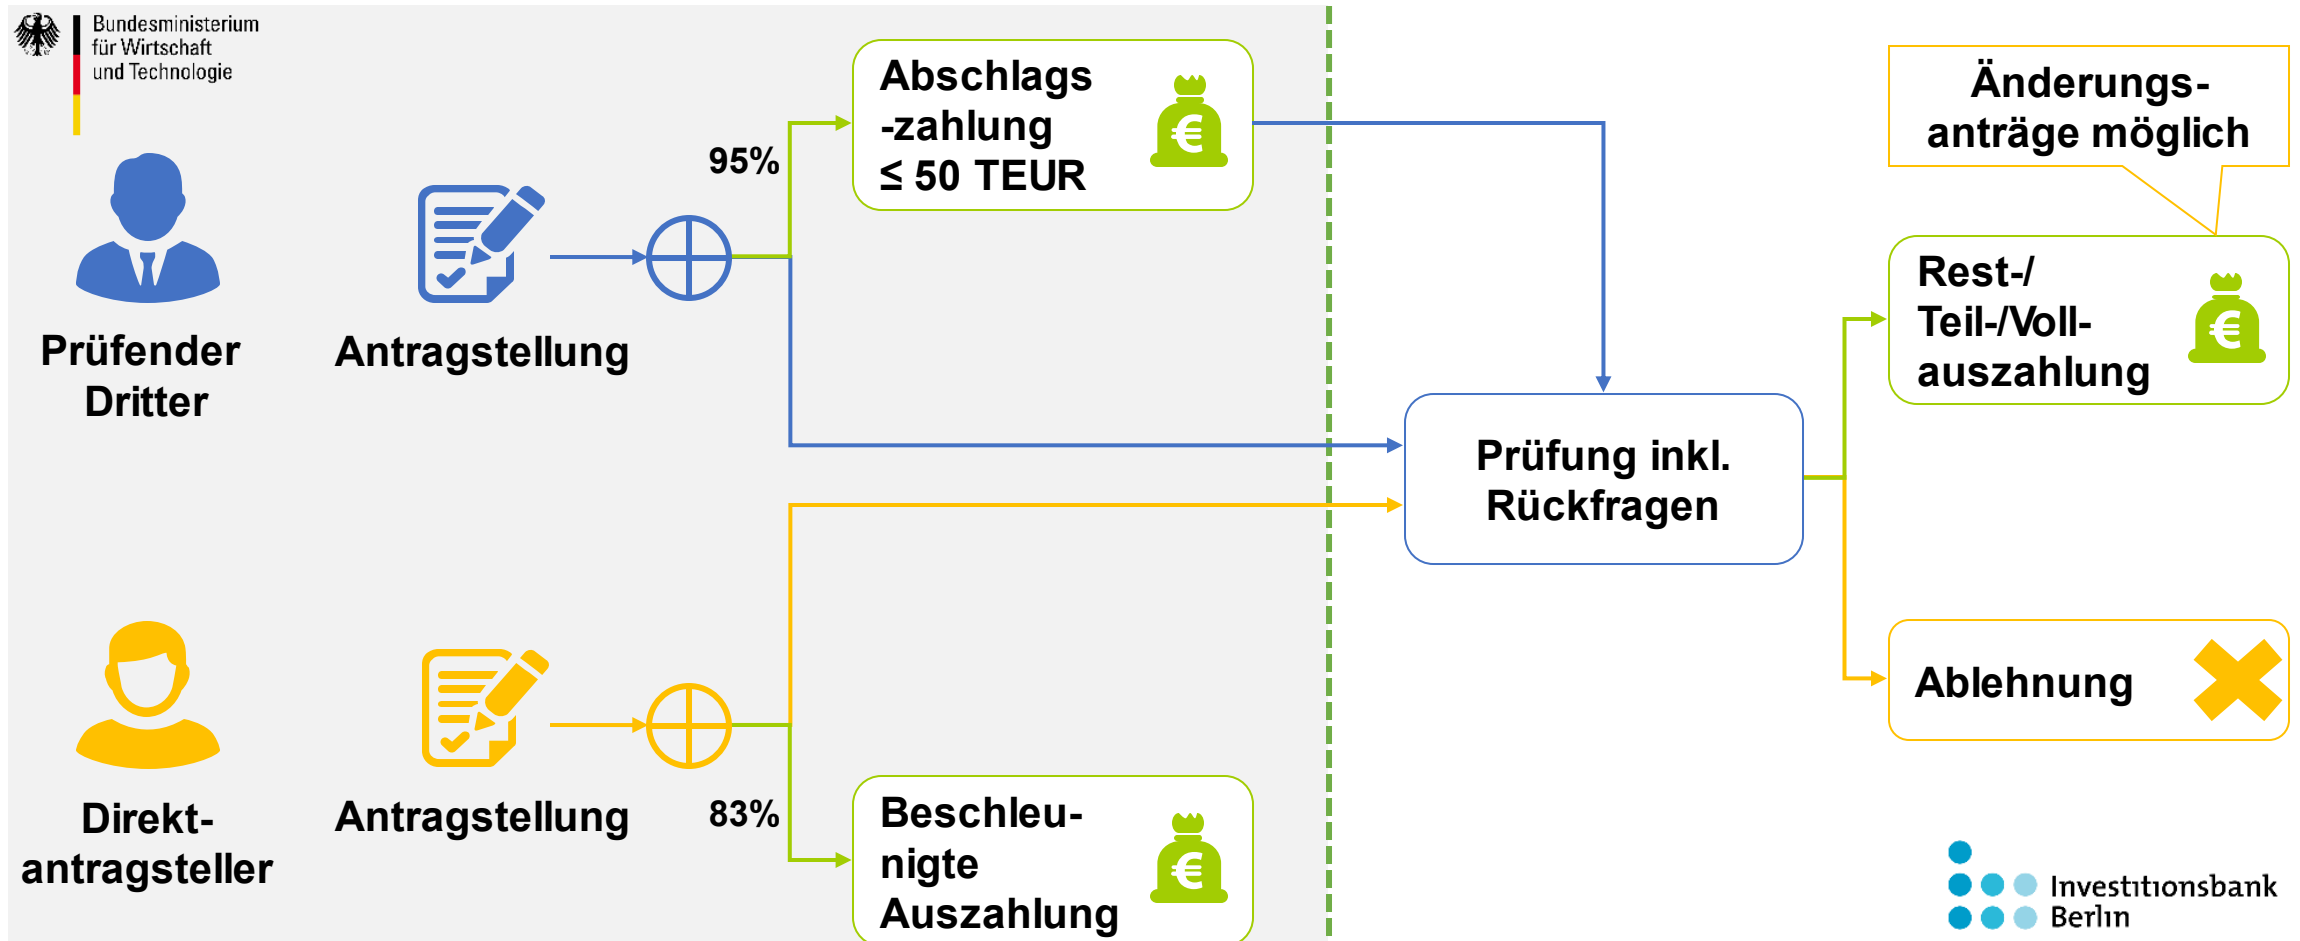 Bundesministerium
für Wirtschaft
und Technologie
Abschlags
-zahlung
≤ 50 TEUR
€
Änderungs-
anträge möglich
95%
Prüfender
Dritter
Antragstellung
Rest-/
Teil-/Voll-
auszahlung
€
Prüfung inkl.
Rückfragen
Ablehnung
Direkt-
antragsteller
Antragstellung
83%
Beschleu-
nigte
Auszahlung
€
Investitionsbank
Berlin